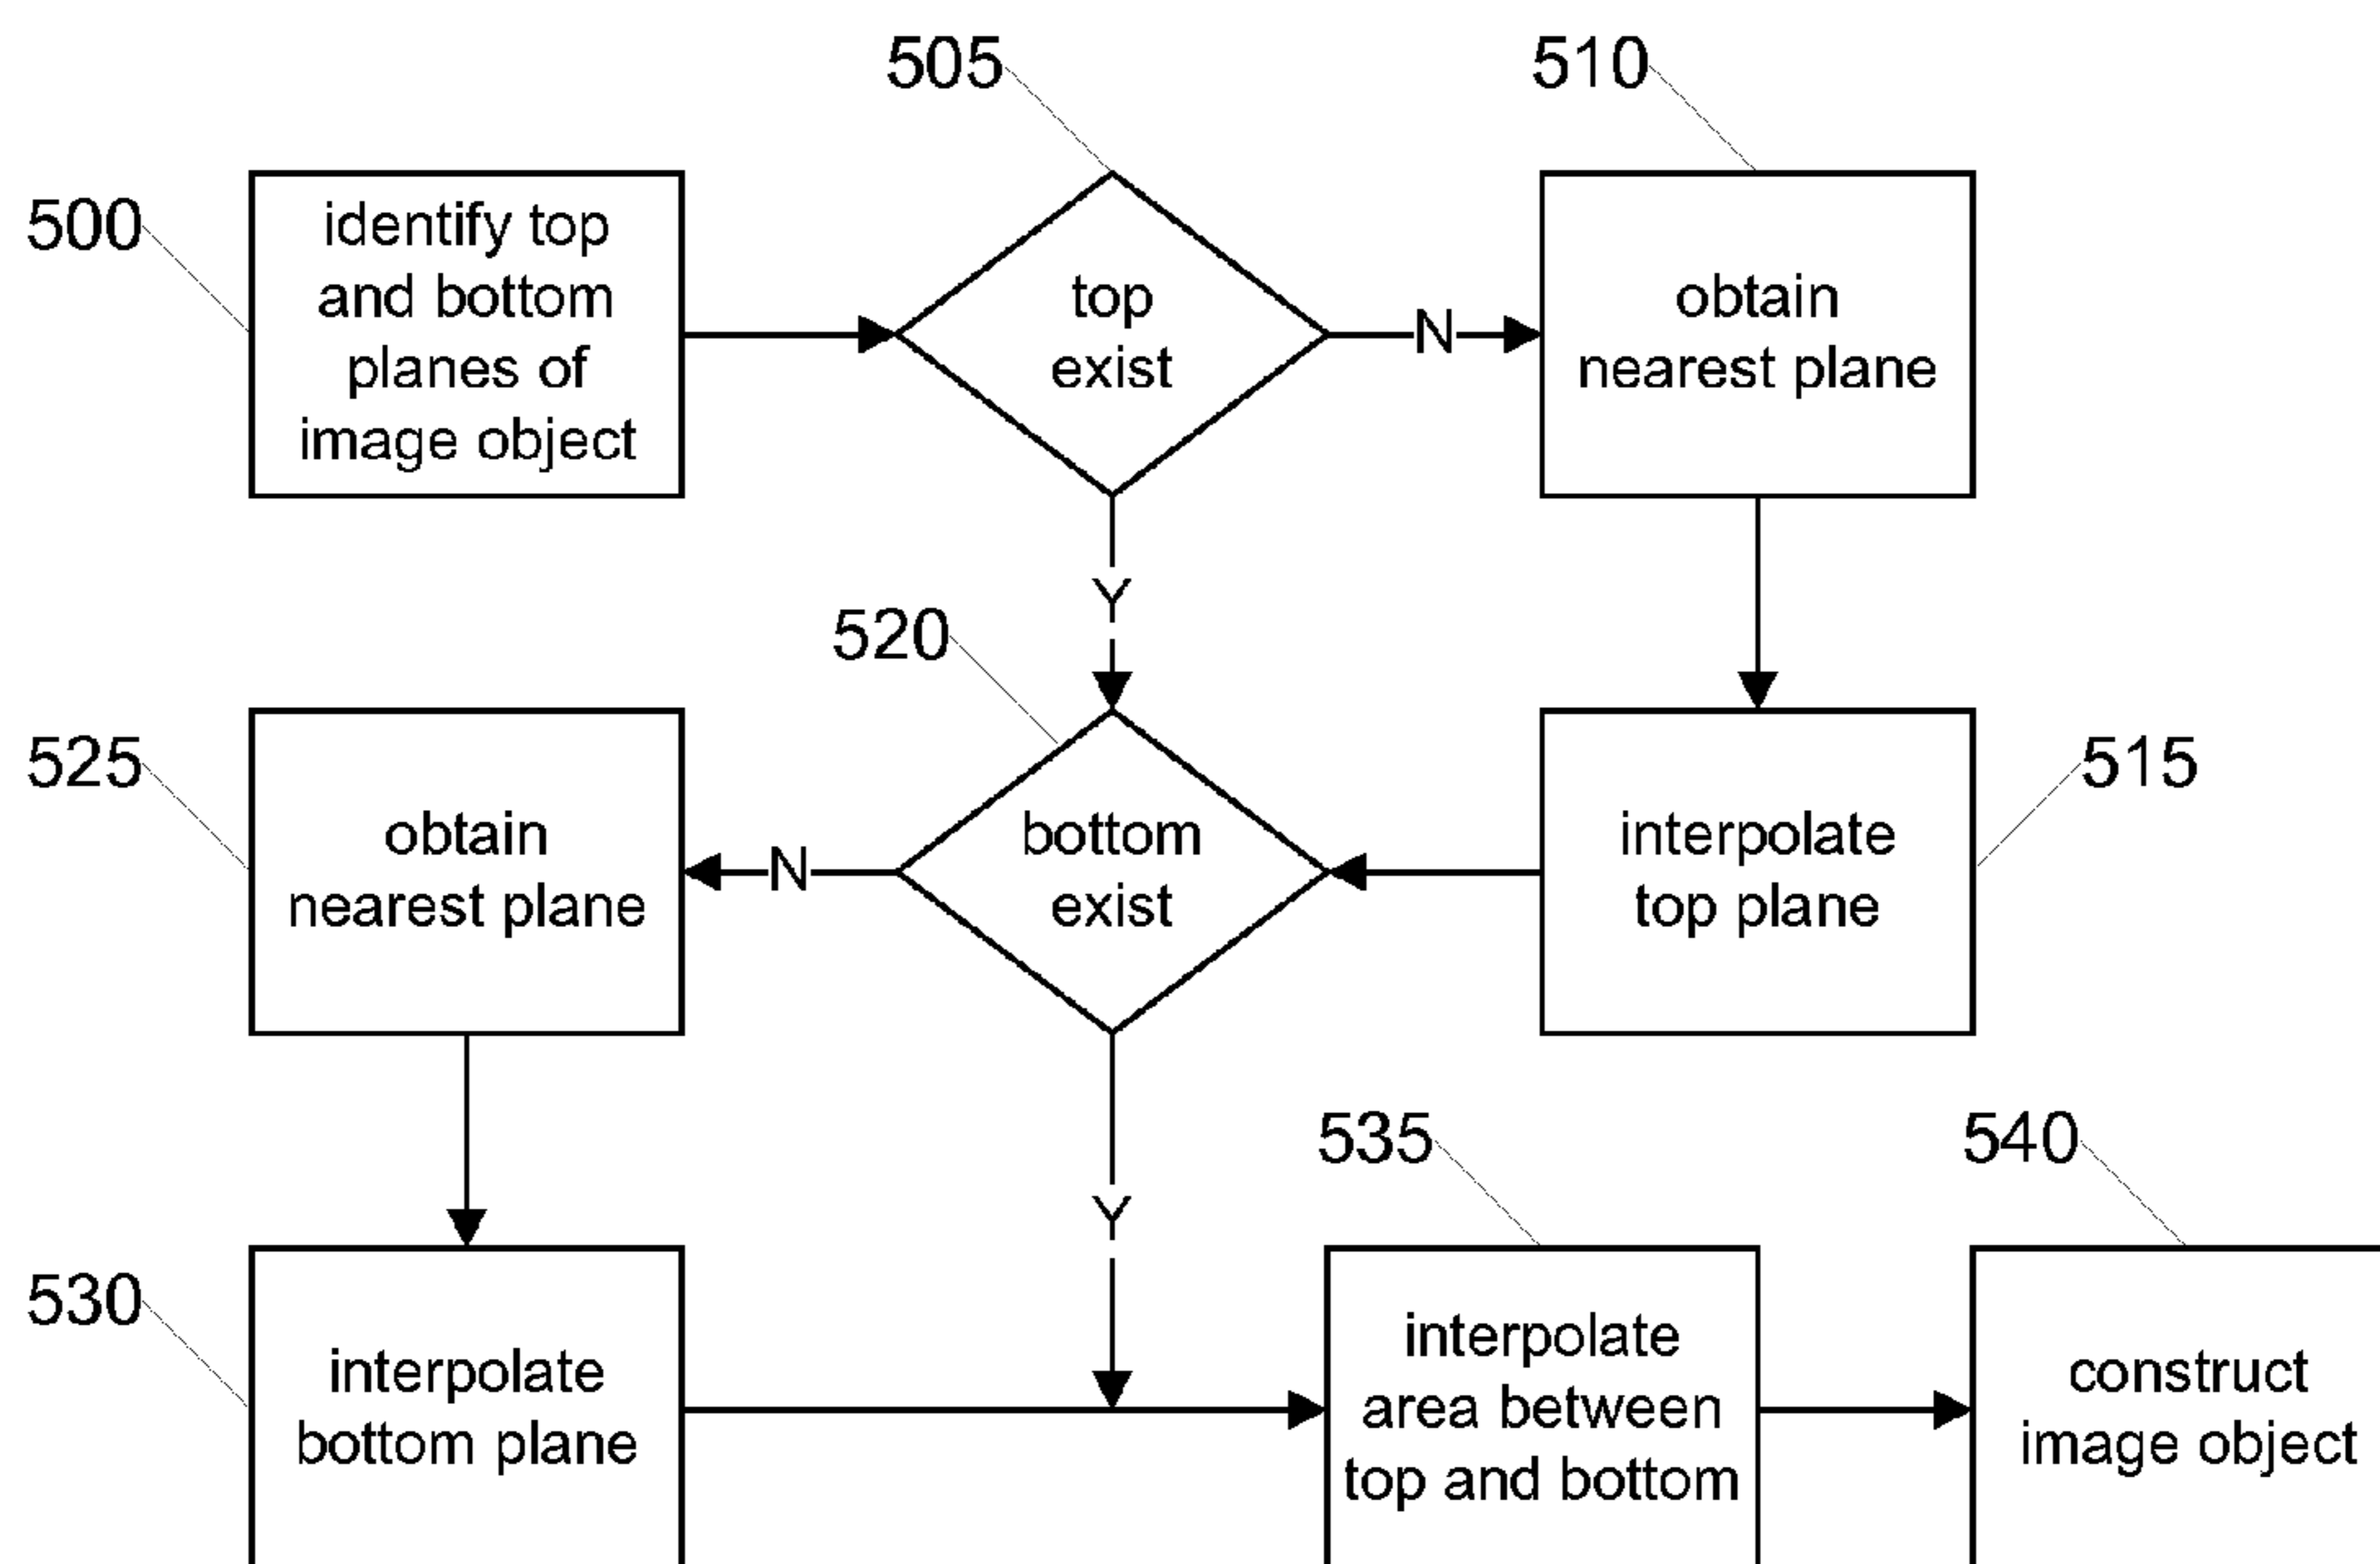 505
510
500
identify top
and bottom
planes of
image object
top
exist
N
obtain
nearest plane
Y
520
525
obtain
nearest plane
N
bottom
exist
interpolate
top plane
515
Y
535
540
530
interpolate
bottom plane
interpolate
area between
top and bottom
construct
image object